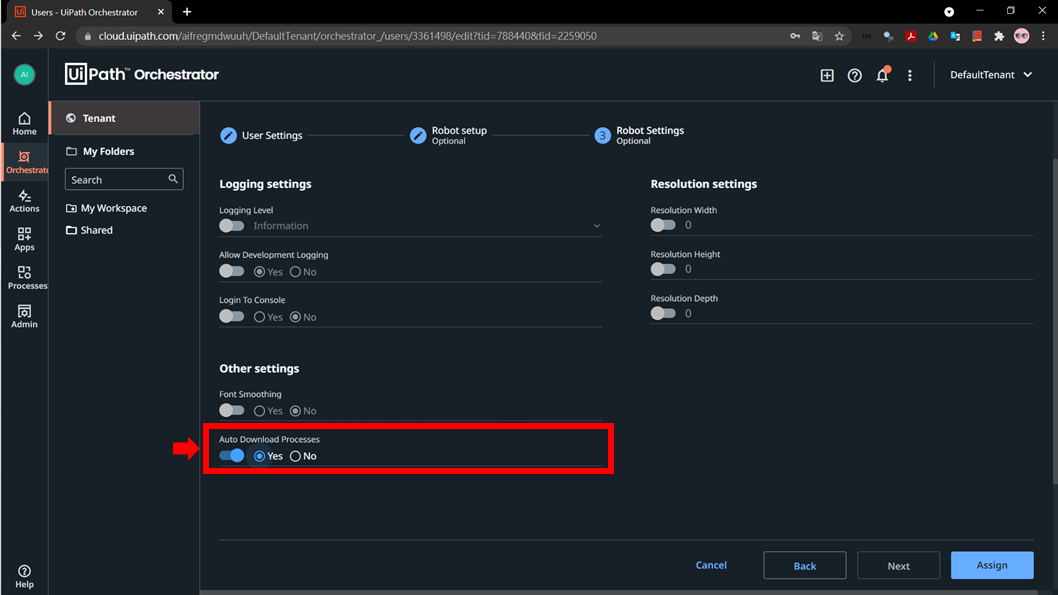 Users - UiPath Orchestrator
cloud.uipath.com/aifregmdwuuh/DefaultTenant/orchestrator_/users/3361498/edit?tid=788440&fid=2259050
AI
UiPath™ Orchestrator
DefaultTenant
Home
Orchestrato
Actions
Apps
Processes
Admin
Help
Tenant
My Folders
Search
My Workspace
Shared
User Settings
Robot setup
Optional
3
Robot Settings
Optional
Logging settings
Logging Level
Information
Allow Development Logging
Yes No
Login To Console
Yes No
Other settings
Font Smoothing
Yes No
Auto Download Processes
Yes No
Resolution settings
Resolution Width
0
Resolution Height
0
Resolution Depth
0
Cancel
Back
Next
Assign